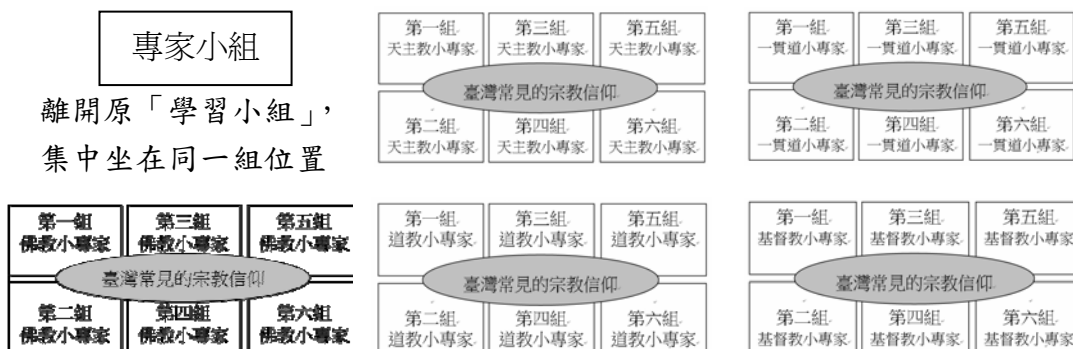 專家小組
離開原「學習小組」，
集中坐在同一組位置
第一組 第三組 第五組
天主教小專家 天主教小專家 天主教小專家
臺灣常見的宗教信仰
第二組 第四組 第六組
天主教小專家 天主教小專家 天主教小專家
第一組 第三組 第五組
一貫道小專家 一貫道小專家 一貫道小專家
臺灣常見的宗教信仰
第二組 第四組 第六組
一貫道小專家 一貫道小專家 一貫道小專家
第一組 第三組 第五組
佛教小專家 佛教小專家 佛教小專家
臺灣常見的宗教信仰
第二組 第四組 第六組
佛教小專家 佛教小專家 佛教小專家
第一組 第三組 第五組
道教小專家 道教小專家 道教小專家
臺灣常見的宗教信仰
第二組 第四組 第六組
道教小專家 道教小專家 道教小專家
第一組 第三組 第五組
基督教小專家 基督教小專家 基督教小專家
臺灣常見的宗教信仰
第二組 第四組 第六組
基督教小專家 基督教小專家 基督教小專家